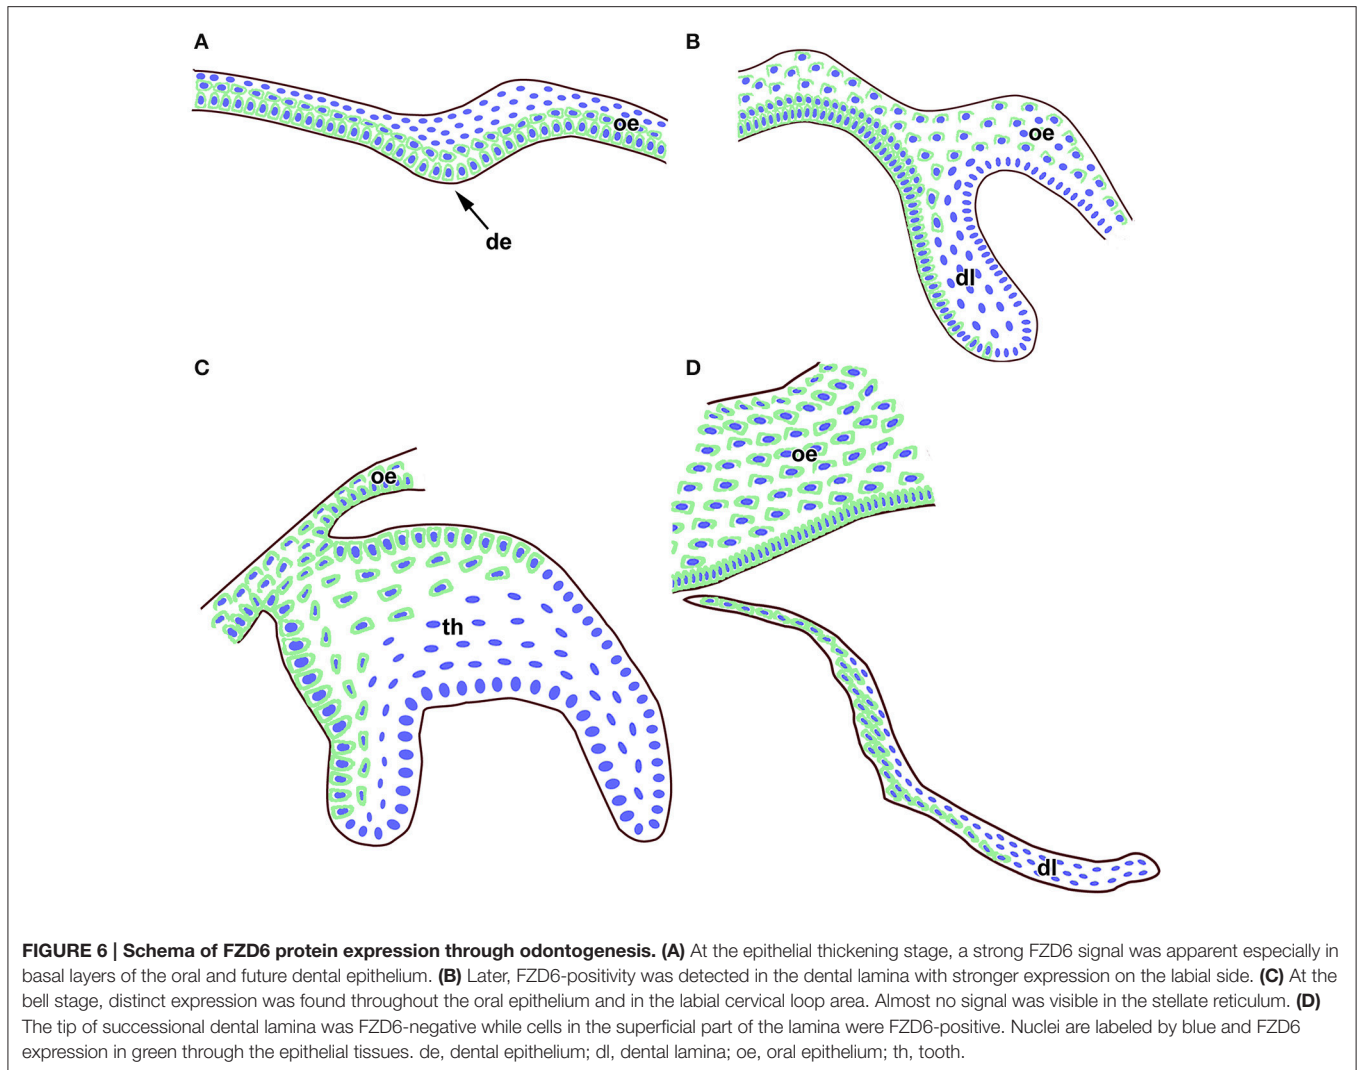 A
B
oe
oe
de
dl
C
D
oe
oe
th
dl
FIGURE 6 | Schema of FZD6 protein expression through odontogenesis. (A) At the epithelial thickening stage, a strong FZD6 signal was apparent especially in
basal layers of the oral and future dental epithelium. (B) Later, FZD6-positivity was detected in the dental lamina with stronger expression on the labial side. (C) At the
bell stage, distinct expression was found throughout the oral epithelium and in the labial cervical loop area. Almost no signal was visible in the stellate reticulum. (D)
The tip of successional dental lamina was FZD6-negative while cells in the superficial part of the lamina were FZD6-positive. Nuclei are labeled by blue and FZD6
expression in green through the epithelial tissues. de, dental epithelium; dl, dental lamina; oe, oral epithelium; th, tooth.